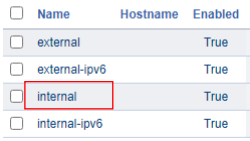 Name Hostname Enabled
external True
external-ipv6 True
internal True
internal-ipv6 True